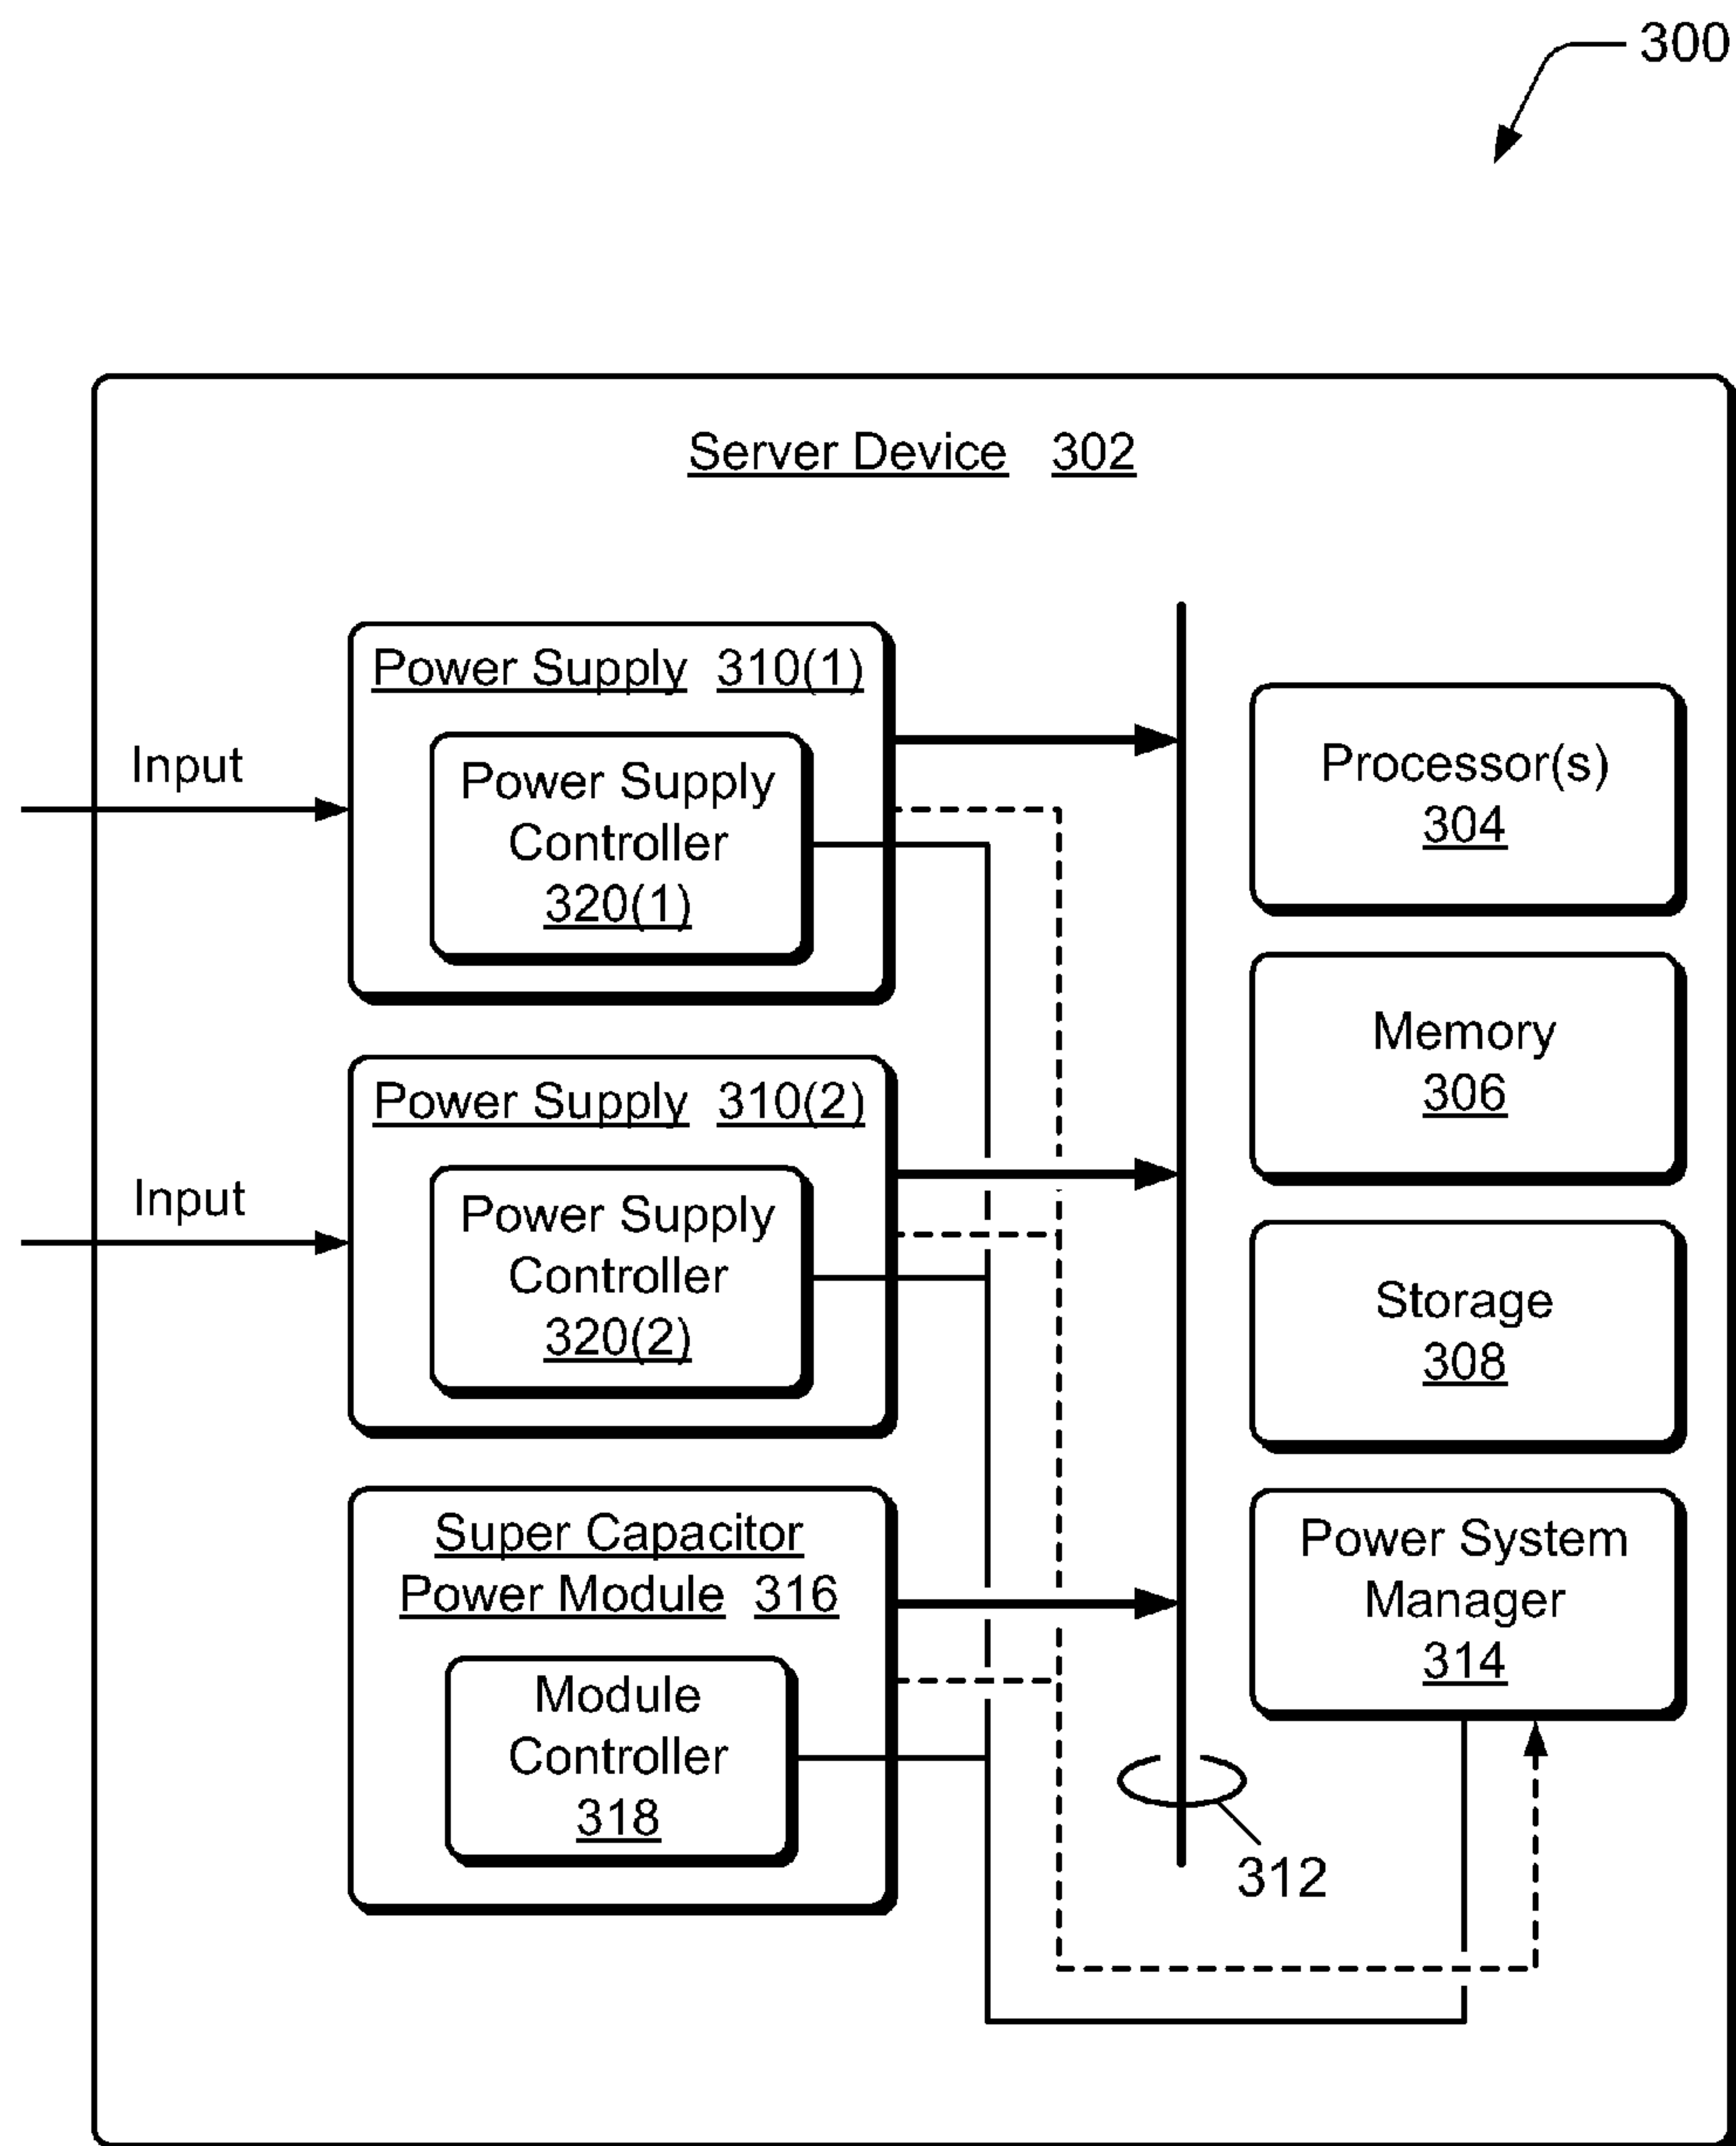 300
Server Device 302
Input
Power Supply 310(1)
Power Supply
Controller
320(1)
Input
Power Supply 310(2)
Power Supply
Controller
320(2)
Super Capacitor
Power Module 316
Module
Controller
318
Processor(s)
304
Memory
306
Storage
308
Power System
Manager
314
312